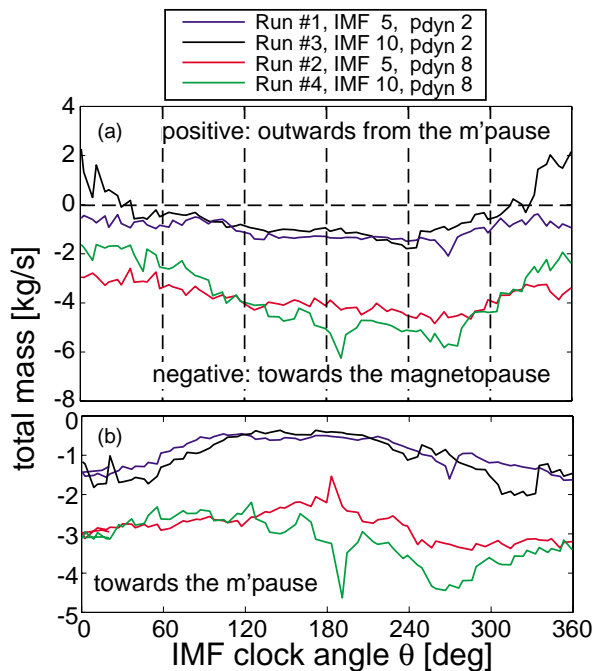 Run #1, IMF 5, pdyn 2
Run #3, IMF 10, pdyn 2
Run #2, IMF 5, pdyn 8
Run #4, IMF 10, pdyn 8
total mass [kg/s]
4
2
0
-2
-4
-6
-8
(a)
positive: outwards from the m'pause
negative: towards the magnetopause
0
-1
-2
-3
-4
-5
(b)
towards the m'pause
0 60 120 180 240 300 360
IMF clock angle θ [deg]